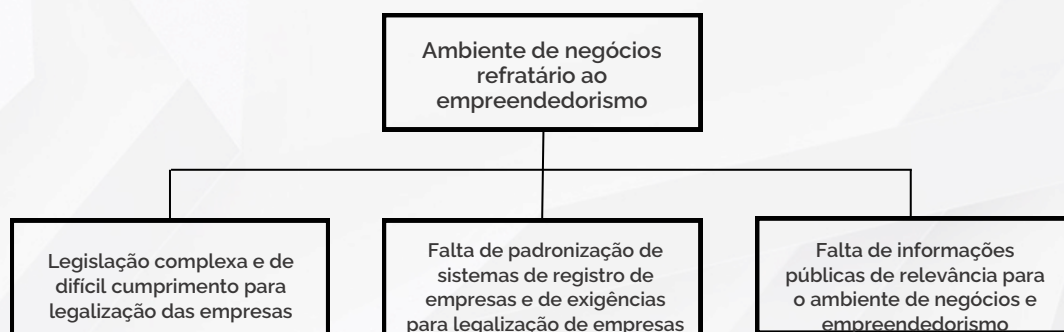 Ambiente de negócios
refratário ao
empreendedorismo
Legislação complexa e de
difícil cumprimento para
legalização das empresas
Falta de padronização de
sistemas de registro de
empresas e de exigências
para legalização de empresas
Falta de informações
públicas de relevância para
o ambiente de negócios e
empreendedorismo